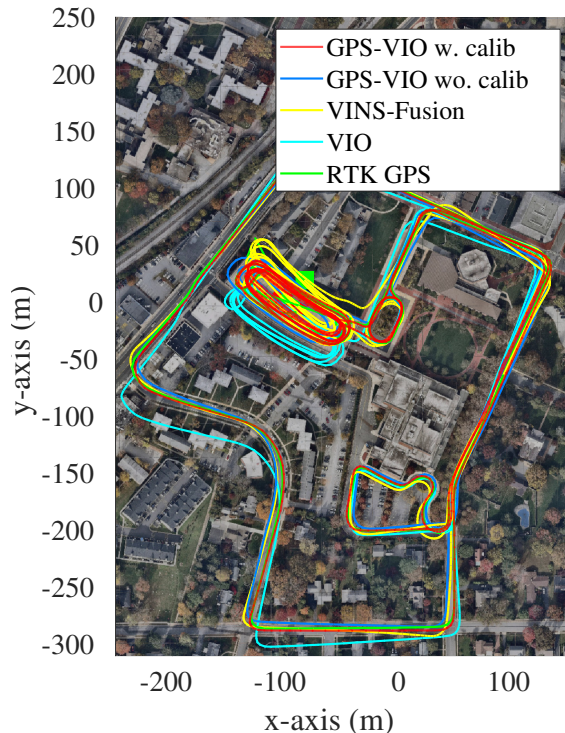 250
200
150
100
50
0
-50
-100
-150
-200
-250
-300
y-axis (m)
GPS-VIO w. calib
GPS-VIO wo. calib
VINS-Fusion
VIO
RTK GPS
-200 -100 0 100
x-axis (m)